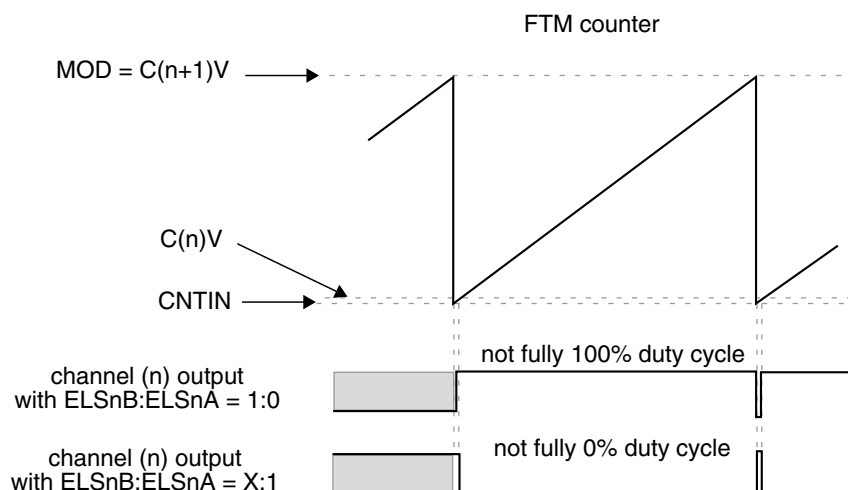 FTM counter
MOD = C(n+1)V
C(n)V
CNTIN
not fully 100% duty cycle
channel (n) output
with ELSnB:ELSnA = 1:0
not fully 0% duty cycle
channel (n) output
with ELSnB:ELSnA = X:1